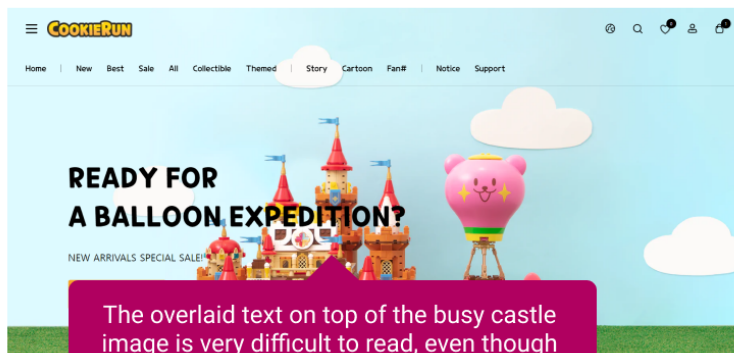 CookieRun
0
1
Home | New Best Sale All Collectible Themed | Story Cartoon Fan# | Notice Support
READY FOR
A BALLOON EXPEDITION?
NEW ARRIVALS SPECIAL SALE!
The overlaid text on top of the busy castle
image is very difficult to read, even though